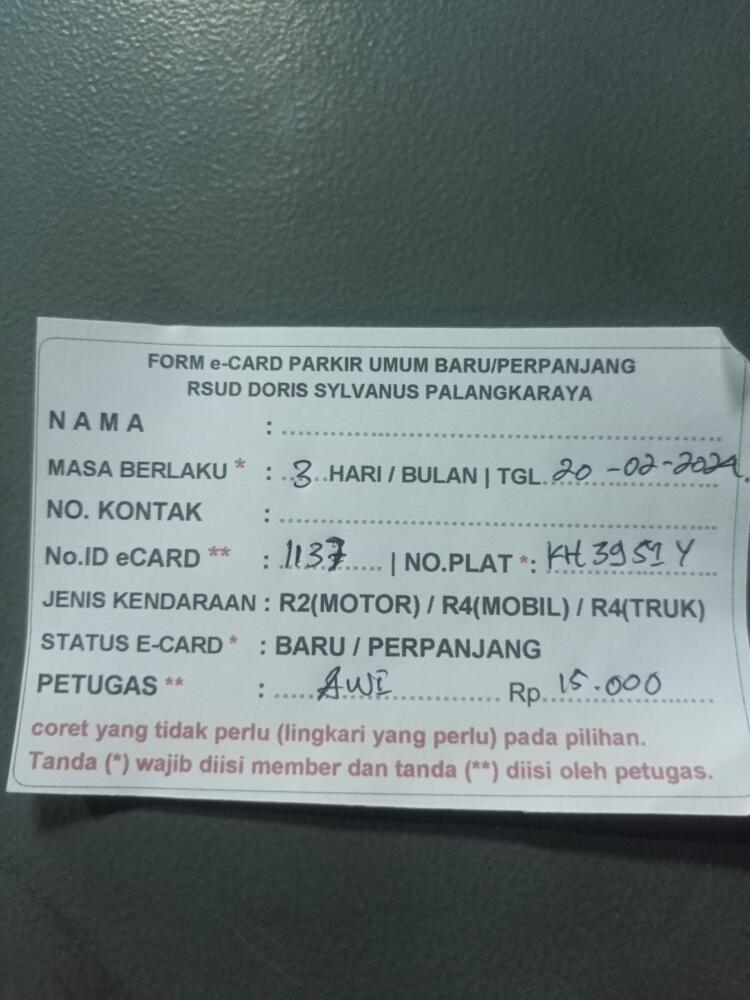 FORM e-CARD PARKIR UMUM BARU/PERPANJANG
RSUD DORIS SYLVANUS PALANGKARAYA
NAMA :
MASA BERLAKU * : 3 HARI / BULAN | TGL. 20 -02-2024.
NO. KONTAK :
No.ID eCARD ** : 1137 | NO.PLAT *: KH 3951 Y
JENIS KENDARAAN : R2(MOTOR) / R4(MOBIL) / R4(TRUK)
STATUS E-CARD * : BARU / PERPANJANG
PETUGAS ** : AWI Rp. 15.000
coret yang tidak perlu (lingkari yang perlu) pada pilihan.
Tanda (*) wajib diisi member dan tanda (**) diisi oleh petugas.